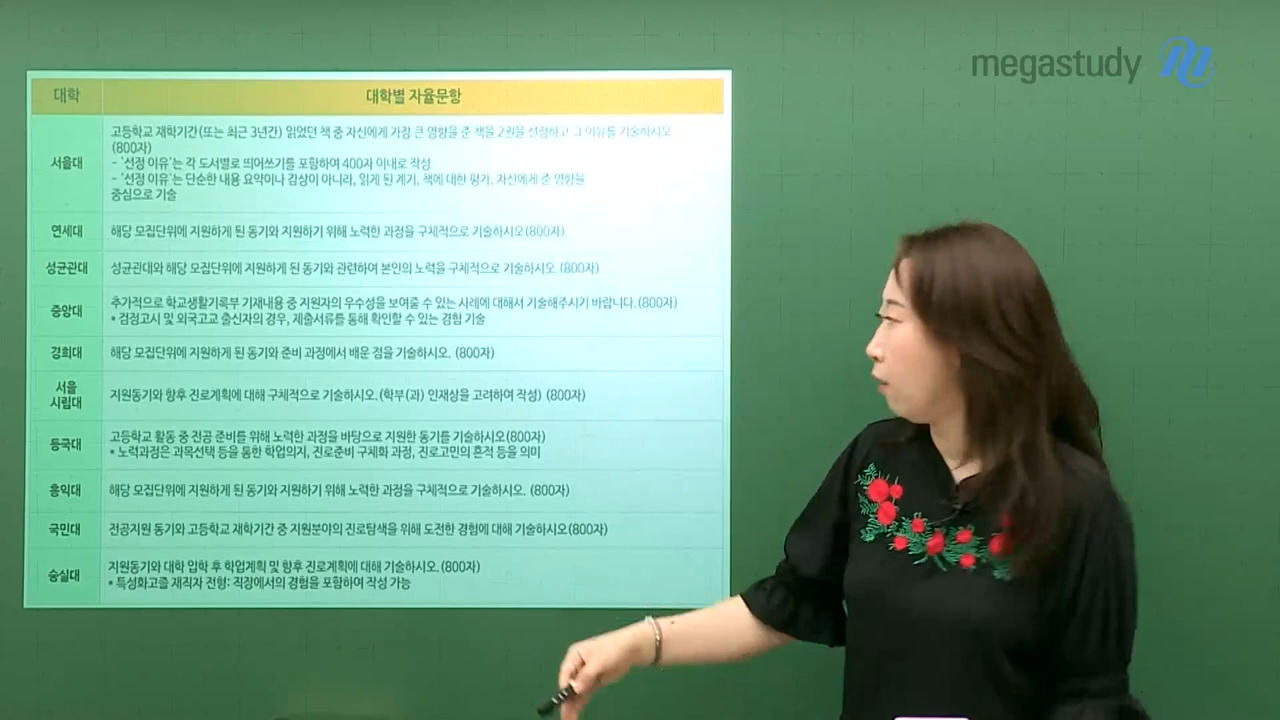 megastudy
대학 대학별 자율문항
서울대
고등학교 재학기간(또는 최근 3년간) 읽었던 책 중 자신에게 가장 큰 영향을 준 책을 2권을 선정하고 그 이유를 기술하시오
(800자)
- '선정 이유'는 각 도서별로 띄어쓰기를 포함하여 400자 이내로 작성
- '선정 이유'는 단순한 내용 요약이나 감상이 아니라, 읽게 된 계기, 책에 대한 평가, 자신에게 준 영향을
중심으로 기술
연세대 해당 모집단위에 지원하게 된 동기와 지원하기 위해 노력한 과정을 구체적으로 기술하시오(800자)
성균관대 성균관대와 해당 모집단위에 지원하게 된 동기와 관련하여 본인의 노력을 구체적으로 기술하시오. (800자)
중앙대
추가적으로 학교생활기록부 기재내용 중 지원자의 우수성을 보여줄 수 있는 사례에 대해서 기술해주시기 바랍니다. (800자)
* 검정고시 및 외국고교 출신자의 경우, 제출서류를 통해 확인할 수 있는 경험 기술
경희대 해당 모집단위에 지원하게 된 동기와 준비 과정에서 배운 점을 기술하시오. (800자)
서울
시립대
지원동기와 향후 진로계획에 대해 구체적으로 기술하시오.(학부(과) 인재상을 고려하여 작성) (800자)
동국대
고등학교 활동 중 전공 준비를 위해 노력한 과정을 바탕으로 지원한 동기를 기술하시오(800자)
* 노력과정은 과목선택 등을 통한 학업의지, 진로준비 구체화 과정, 진로고민의 흔적 등을 의미
홍익대 해당 모집단위에 지원하게 된 동기와 지원하기 위해 노력한 과정을 구체적으로 기술하시오. (800자)
국민대 전공지원 동기와 고등학교 재학기간 중 지원분야의 진로탐색을 위해 도전한 경험에 대해 기술하시오(800자)
숭실대
지원동기와 대학 입학 후 학업계획 및 향후 진로계획에 대해 기술하시오. (800자)
* 특성화고졸 재직자 전형: 직장에서의 경험을 포함하여 작성 가능